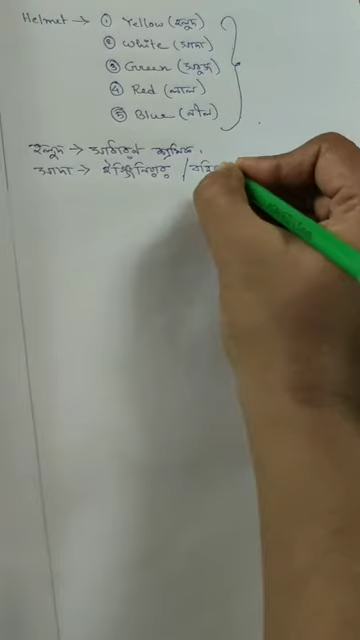 Helmet → ① Yellow (হলুদ)
② White (সাদা)
③ Green (সবুজ)
④ Red (লাল)
⑤ Blue (নীল)
হলুদ → সাধারণ শ্রমিক.
সাদা → ইঞ্জিনিয়ার /